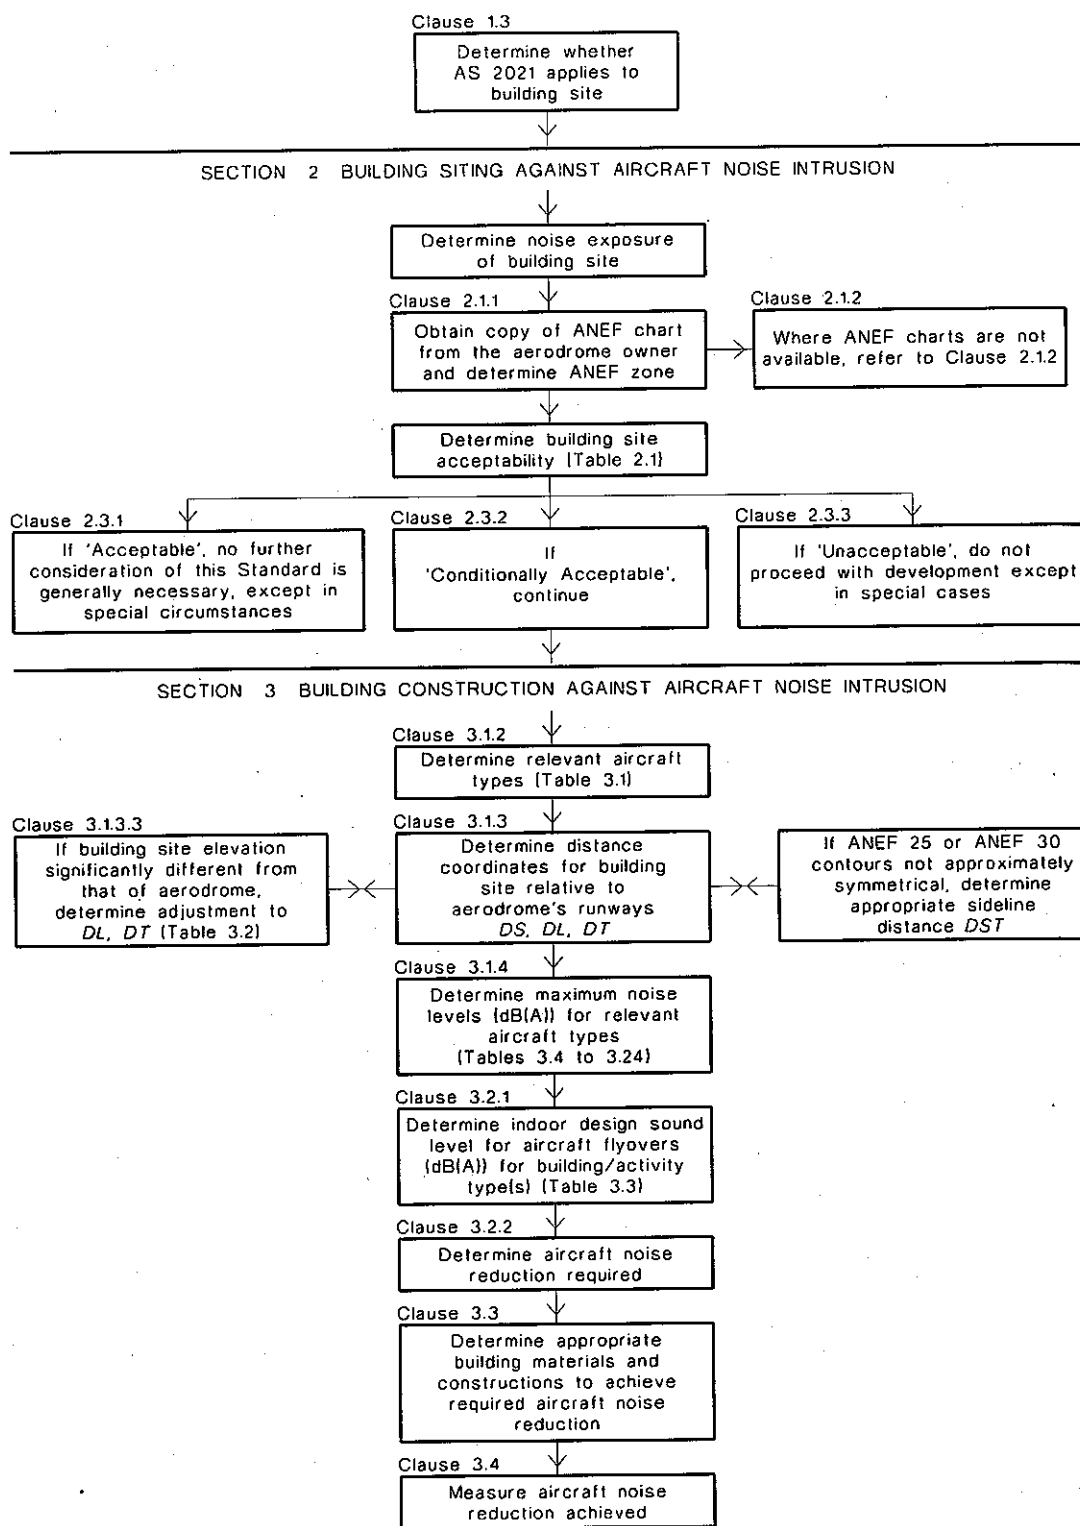 Clause 1.3
Determine whether
AS 2021 applies to
building site
SECTION 2 BUILDING SITING AGAINST AIRCRAFT NOISE INTRUSION
Determine noise exposure
of building site
Clause 2.1.1
Obtain copy of ANEF chart
from the aerodrome owner
and determine ANEF zone
Clause 2.1.2
Where ANEF charts are not
available, refer to Clause 2.1.2
Determine building site
acceptability (Table 2.1)
Clause 2.3.1
If 'Acceptable', no further
consideration of this Standard is
generally necessary, except in
special circumstances
Clause 2.3.2
If
'Conditionally Acceptable',
continue
Clause 2.3.3
If 'Unacceptable', do not
proceed with development except
in special cases
SECTION 3 BUILDING CONSTRUCTION AGAINST AIRCRAFT NOISE INTRUSION
Clause 3.1.2
Determine relevant aircraft
types (Table 3.1)
Clause 3.1.3.3
If building site elevation
significantly different from
that of aerodrome,
determine adjustment to
DL, DT (Table 3.2)
Clause 3.1.3
Determine distance
coordinates for building
site relative to
aerodrome's runways
DS, DL, DT
If ANEF 25 or ANEF 30
contours not approximately
symmetrical, determine
appropriate sideline
distance DST
Clause 3.1.4
Determine maximum noise
levels (dB(A)) for relevant
aircraft types
(Tables 3.4 to 3.24)
Clause 3.2.1
Determine indoor design sound
level for aircraft flyovers
(dB(A)) for building/activity
type(s) (Table 3.3)
Clause 3.2.2
Determine aircraft noise
reduction required
Clause 3.3
Determine appropriate
building materials and
constructions to achieve
required aircraft noise
reduction
Clause 3.4
Measure aircraft noise
reduction achieved